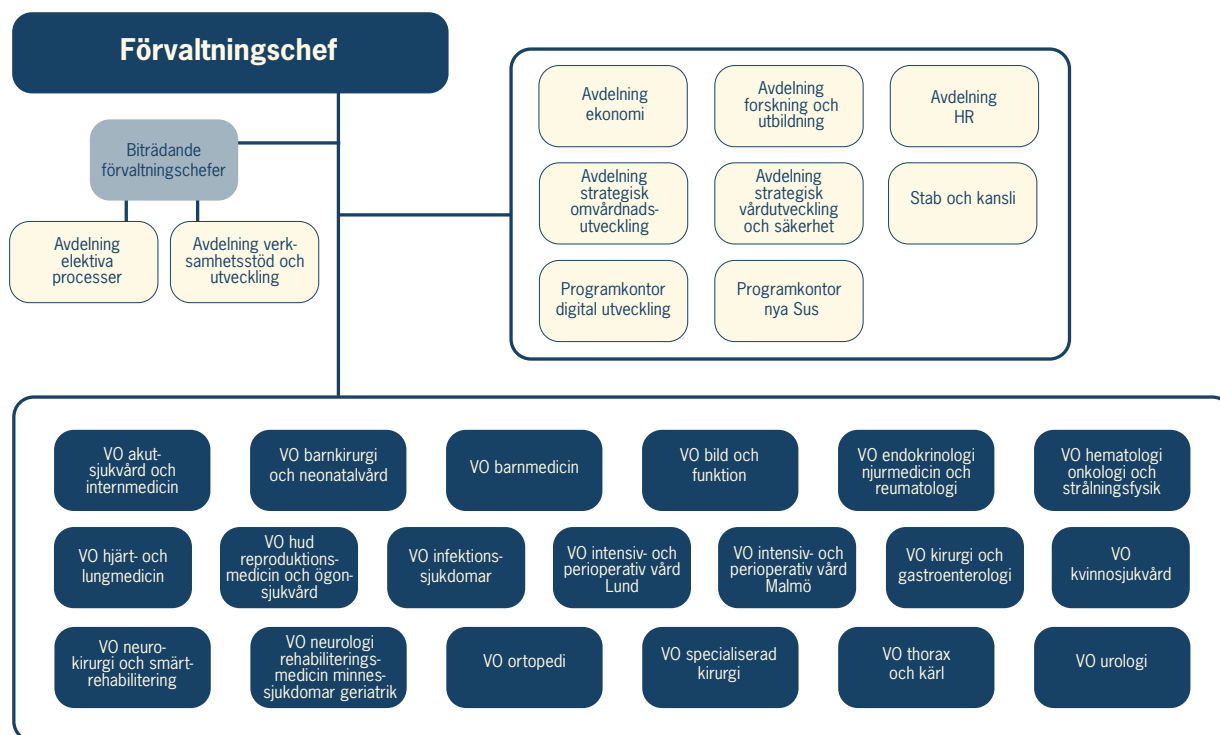 Förvaltningschef
Biträdande
förvaltningschefer
Avdelning
elektiva
processer
Avdelning verk-
samhetsstöd och
utveckling
Avdelning
ekonomi
Avdelning
forskning och
utbildning
Avdelning
HR
Avdelning
strategisk
omvårdnads-
utveckling
Avdelning
strategisk
vårdutveckling
och säkerhet
Stab och kansli
Programkontor
digital utveckling
Programkontor
nya Sus
VO akut-
sjukvård och
internmedicin
VO barnkirurgi
och neonatalvård
VO barnmedicin
VO bild och
funktion
VO endokrinologi
njurmedicin och
reumatologi
VO hematologi
onkologi och
strålningsfysik
VO hjärt- och
lungmedicin
VO hud
reproduktions-
medicin och ögon-
sjukvård
VO infektions-
sjukdomar
VO intensiv- och
perioperativ vård
Lund
VO intensiv- och
perioperativ vård
Malmö
VO kirurgi och
gastroenterologi
VO
kvinnosjukvård
VO neuro-
kirurgi och smärt-
rehabilitering
VO neurologi
rehabiliterings-
medicin minnes-
sjukdomar geriatrik
VO ortopedi
VO specialiserad
kirurgi
VO thorax
och kärl
VO urologi